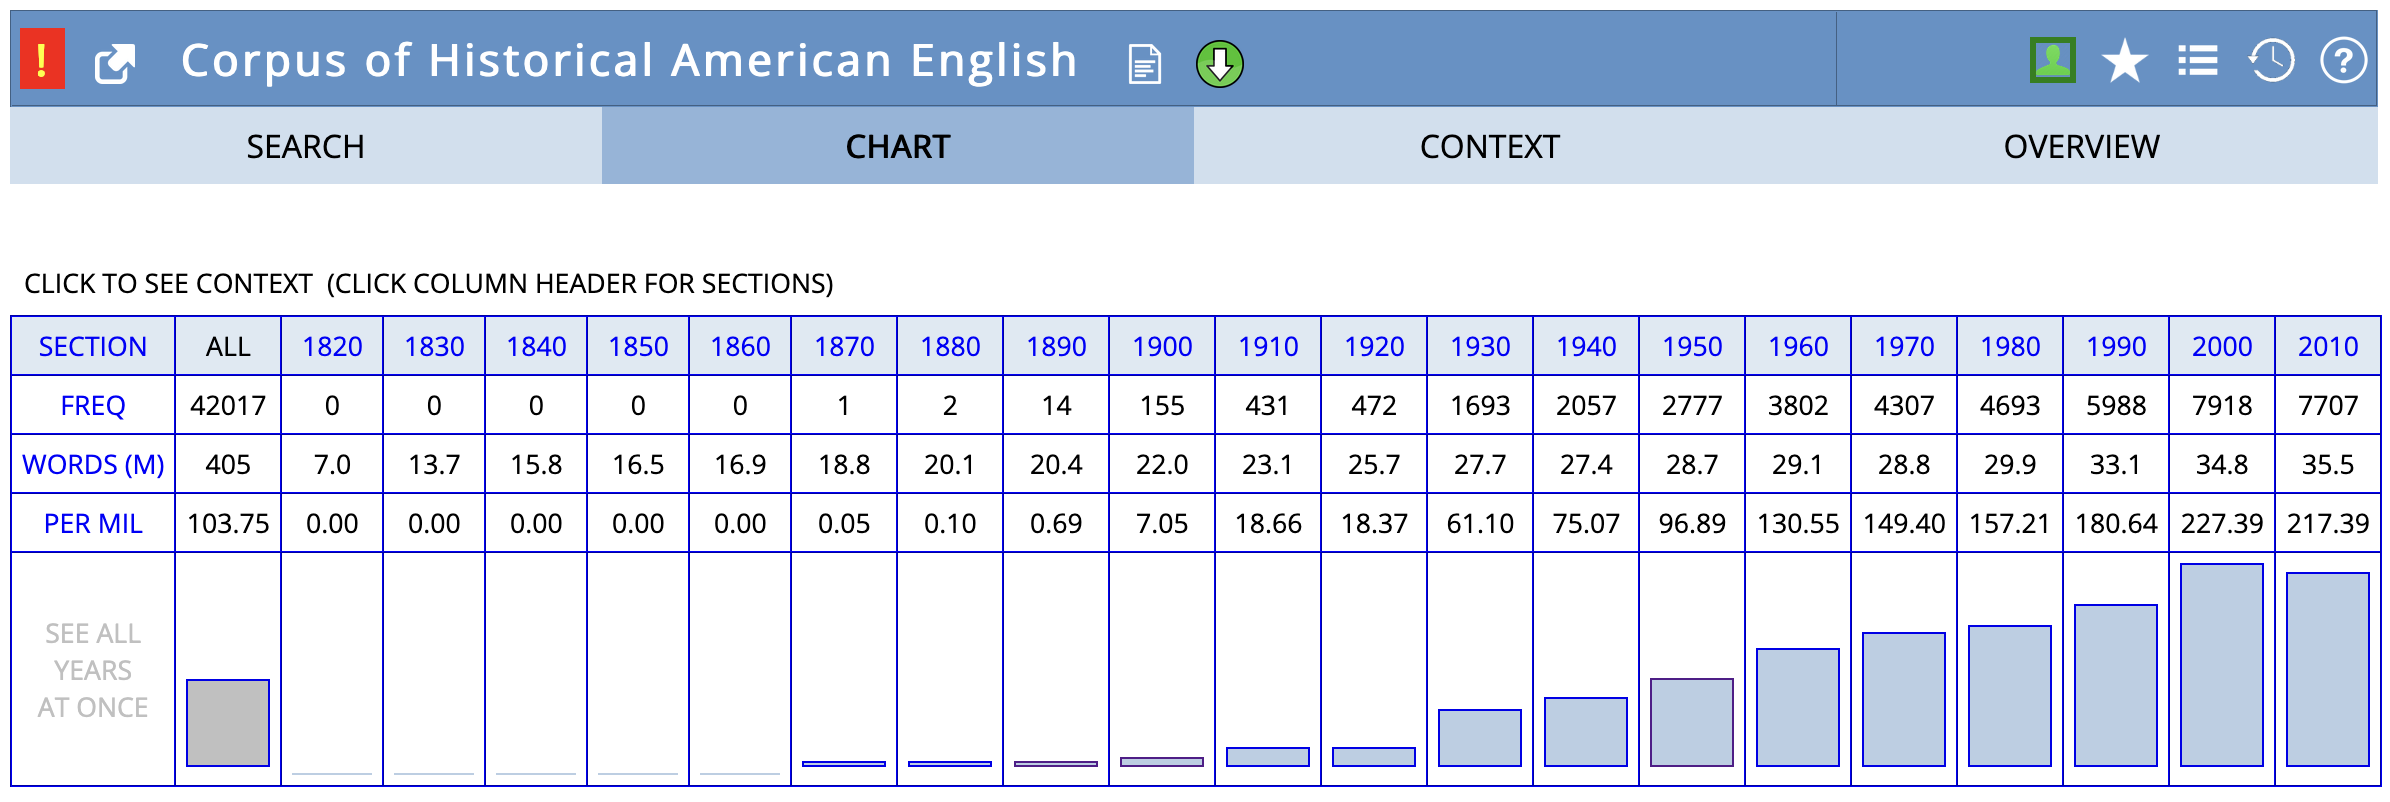 ! Corpus of Historical American English ?
SEARCH CHART CONTEXT OVERVIEW
CLICK TO SEE CONTEXT (CLICK COLUMN HEADER FOR SECTIONS)
SECTION ALL 1820 1830 1840 1850 1860 1870 1880 1890 1900 1910 1920 1930 1940 1950 1960 1970 1980 1990 2000 2010
FREQ 42017 0 0 0 0 0 1 2 14 155 431 472 1693 2057 2777 3802 4307 4693 5988 7918 7707
WORDS (M) 405 7.0 13.7 15.8 16.5 16.9 18.8 20.1 20.4 22.0 23.1 25.7 27.7 27.4 28.7 29.1 28.8 29.9 33.1 34.8 35.5
PER MIL 103.75 0.00 0.00 0.00 0.00 0.00 0.05 0.10 0.69 7.05 18.66 18.37 61.10 75.07 96.89 130.55 149.40 157.21 180.64 227.39 217.39
SEE ALL
YEARS
AT ONCE